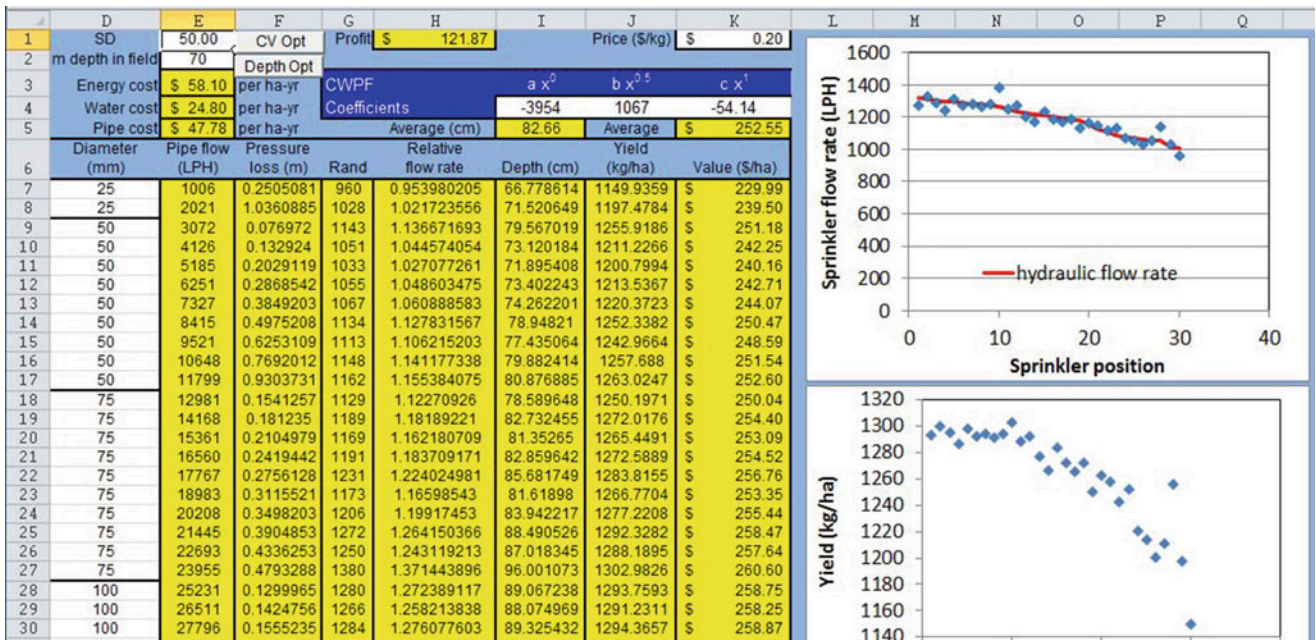 D E F G H I J K L M N O P Q
1 SD 50.00 CV Opt Profit $ 121.87 Price ($/kg) $ 0.20
2 m depth in field 70 Depth Opt
3 Energy cost $ 58.10 per ha-yr CWPF a x^0 b x^0.5 c x^1
4 Water cost $ 24.80 per ha-yr Coefficients -3954 1067 -54.14
5 Pipe cost $ 47.78 per ha-yr Average (cm) 82.66 Average $ 252.55
Diameter Pipe flow Pressure Relative Yield
6 (mm) (LPH) loss (m) Rand flow rate Depth (cm) (kg/ha) Value ($/ha)
7 25 1006 0.2505081 960 0.953980205 66.778614 1149.9359 $ 229.99
8 25 2021 1.0360885 1028 1.021723556 71.520649 1197.4784 $ 239.50
9 50 3072 0.076972 1143 1.136671693 79.567019 1255.9186 $ 251.18
10 50 4126 0.132924 1051 1.044574054 73.120184 1211.2266 $ 242.25
11 50 5185 0.2029119 1033 1.027077261 71.895408 1200.7994 $ 240.16
12 50 6251 0.2868542 1055 1.048603475 73.402243 1213.5367 $ 242.71
13 50 7327 0.3849203 1067 1.060888583 74.262201 1220.3723 $ 244.07
14 50 8415 0.4975208 1134 1.127831567 78.94821 1252.3382 $ 250.47
15 50 9521 0.6253109 1113 1.106215203 77.435064 1242.9664 $ 248.59
16 50 10648 0.7692012 1148 1.141177338 79.882414 1257.688 $ 251.54
17 50 11799 0.9303731 1162 1.155384075 80.876885 1263.0247 $ 252.60
18 75 12981 0.1541257 1129 1.12270926 78.589648 1250.1971 $ 250.04
19 75 14168 0.181235 1189 1.18189221 82.732455 1272.0176 $ 254.40
20 75 15361 0.2104979 1169 1.162180709 81.35265 1265.4491 $ 253.09
21 75 16560 0.2419442 1191 1.183709171 82.859642 1272.5889 $ 254.52
22 75 17767 0.2756128 1231 1.224024981 85.681749 1283.8155 $ 256.76
23 75 18983 0.3115521 1173 1.16598543 81.61898 1266.7704 $ 253.35
24 75 20208 0.3498203 1206 1.19917453 83.942217 1277.2208 $ 255.44
25 75 21445 0.3904853 1272 1.264150366 88.490526 1292.3282 $ 258.47
26 75 22693 0.4336253 1250 1.243119213 87.018345 1288.1895 $ 257.64
27 75 23955 0.4793288 1380 1.371443896 96.001073 1302.9826 $ 260.60
28 100 25231 0.1299965 1280 1.272389117 89.067238 1293.7593 $ 258.75
29 100 26511 0.1424756 1266 1.258213838 88.074969 1291.2311 $ 258.25
30 100 27796 0.1555235 1284 1.276077603 89.325432 1294.3657 $ 258.87
Sprinkler flow rate (LPH)
1600
1400
1200
1000
800
600
400
200
0
hydraulic flow rate
0 10 20 30 40
Sprinkler position
Yield (kg/ha)
1320
1300
1280
1260
1240
1220
1200
1180
1160
1140